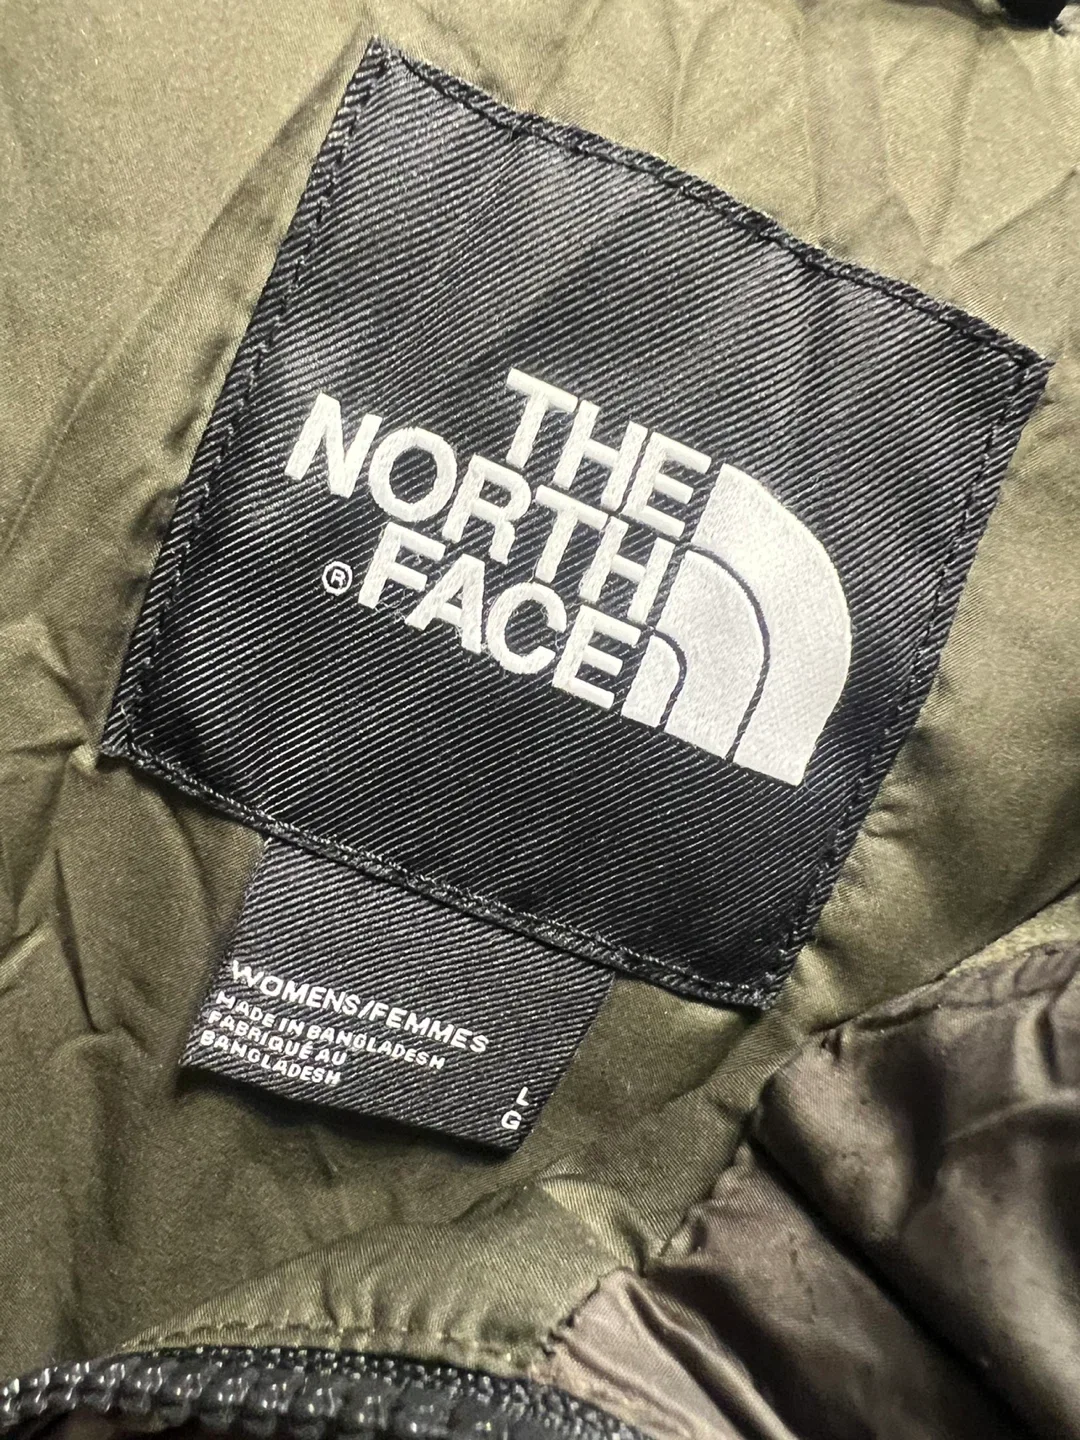 THE
NORTH
FACE
®
WOMENS/FEMMES
MADE IN BANGLADESH
FABRIQUÉ AU
BANGLADESH
L
G